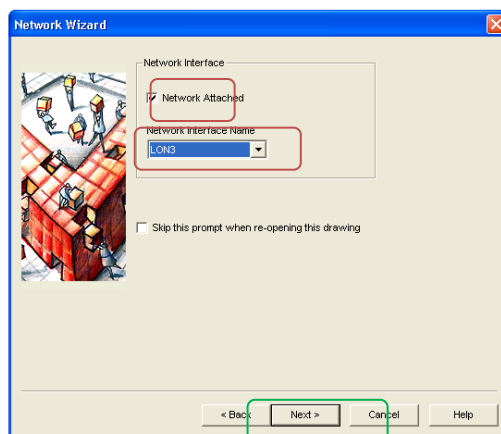 Network Wizard
Network Interface
Network Attached
Network Interface Name
LON3
Skip this prompt when re-opening this drawing
« Back
Next »
Cancel
Help